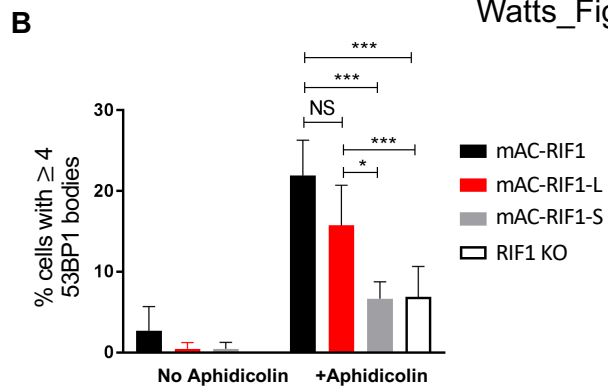 B
Watts_Fig
***
***
NS
***
*
30
20
10
0
% cells with ≥ 4
53BP1 bodies
No Aphidicolin
+Aphidicolin
mAC-RIF1
mAC-RIF1-L
mAC-RIF1-S
RIF1 KO